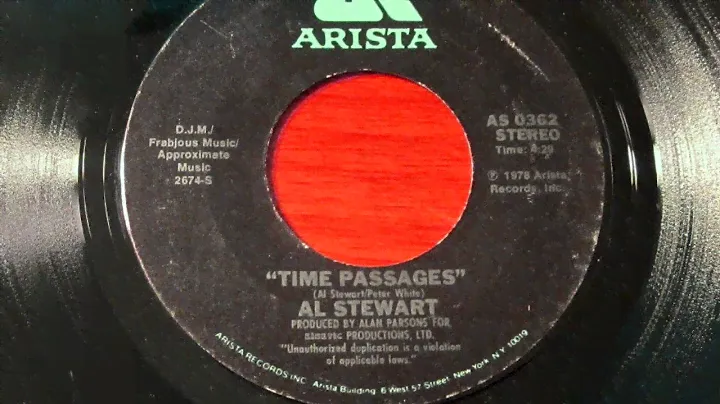 ARISTA
D.J.M./
Frabjous Music/
Approximate
Music
2674-S
AS 0362
STEREO
Time: 4:29
Ⓟ 1978 Arista
Records, Inc.
"TIME PASSAGES"
(Al Stewart/Peter White)
AL STEWART
PRODUCED BY ALAN PARSONS FOR
PRODUCTIONS, LTD.
"Unauthorized duplication is a violation
of applicable laws."
ARISTA RECORDS INC. Arista Building, 6 West 57 Street, New York, N.Y. 10019